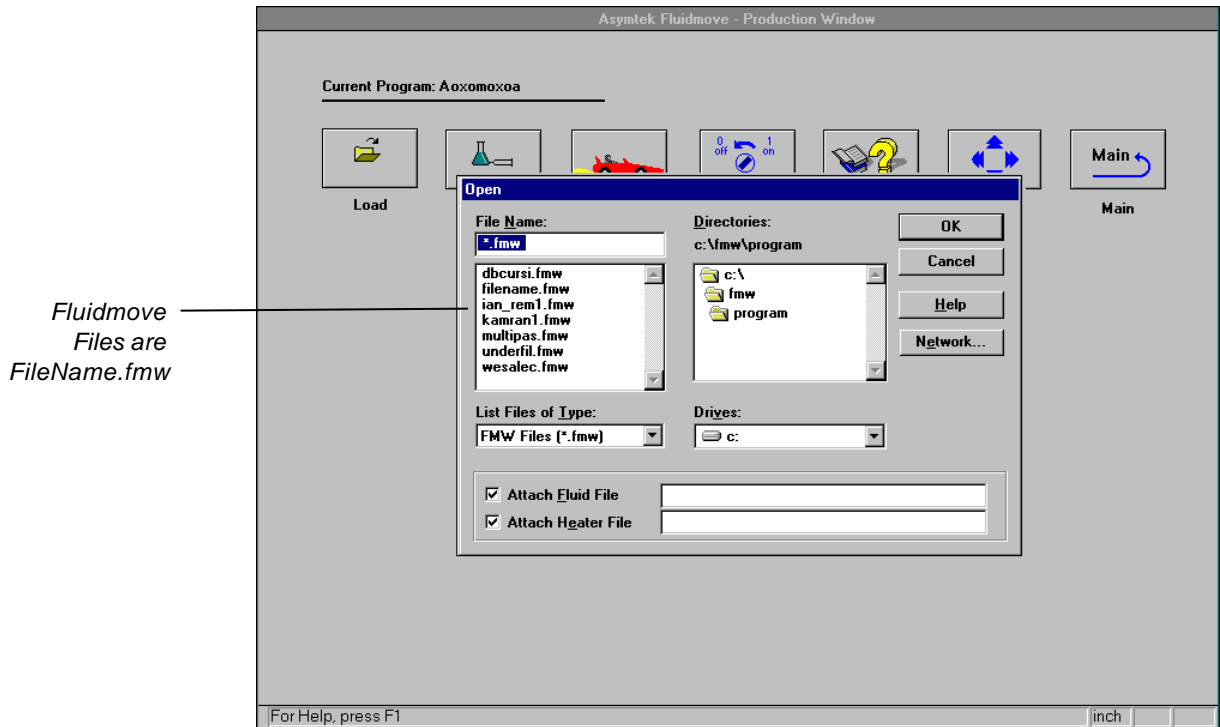 Asymtek Fluidmove - Production Window
Current Program: Aoxomoxoa
0 off
1 on
Main
Load
Main
Open
File Name:
*.fmw
dbcursi.fmw
filename.fmw
ian_rem1.fmw
kamran1.fmw
multipas.fmw
underfil.fmw
wesalec.fmw
Directories:
c:\fmw\program
c:\
fmw
program
OK
Cancel
Help
Network...
List Files of Type:
FMW Files (*.fmw)
Drives:
c:
Attach Fluid File
Attach Heater File
Fluidmove
Files are
FileName.fmw
For Help, press F1
inch